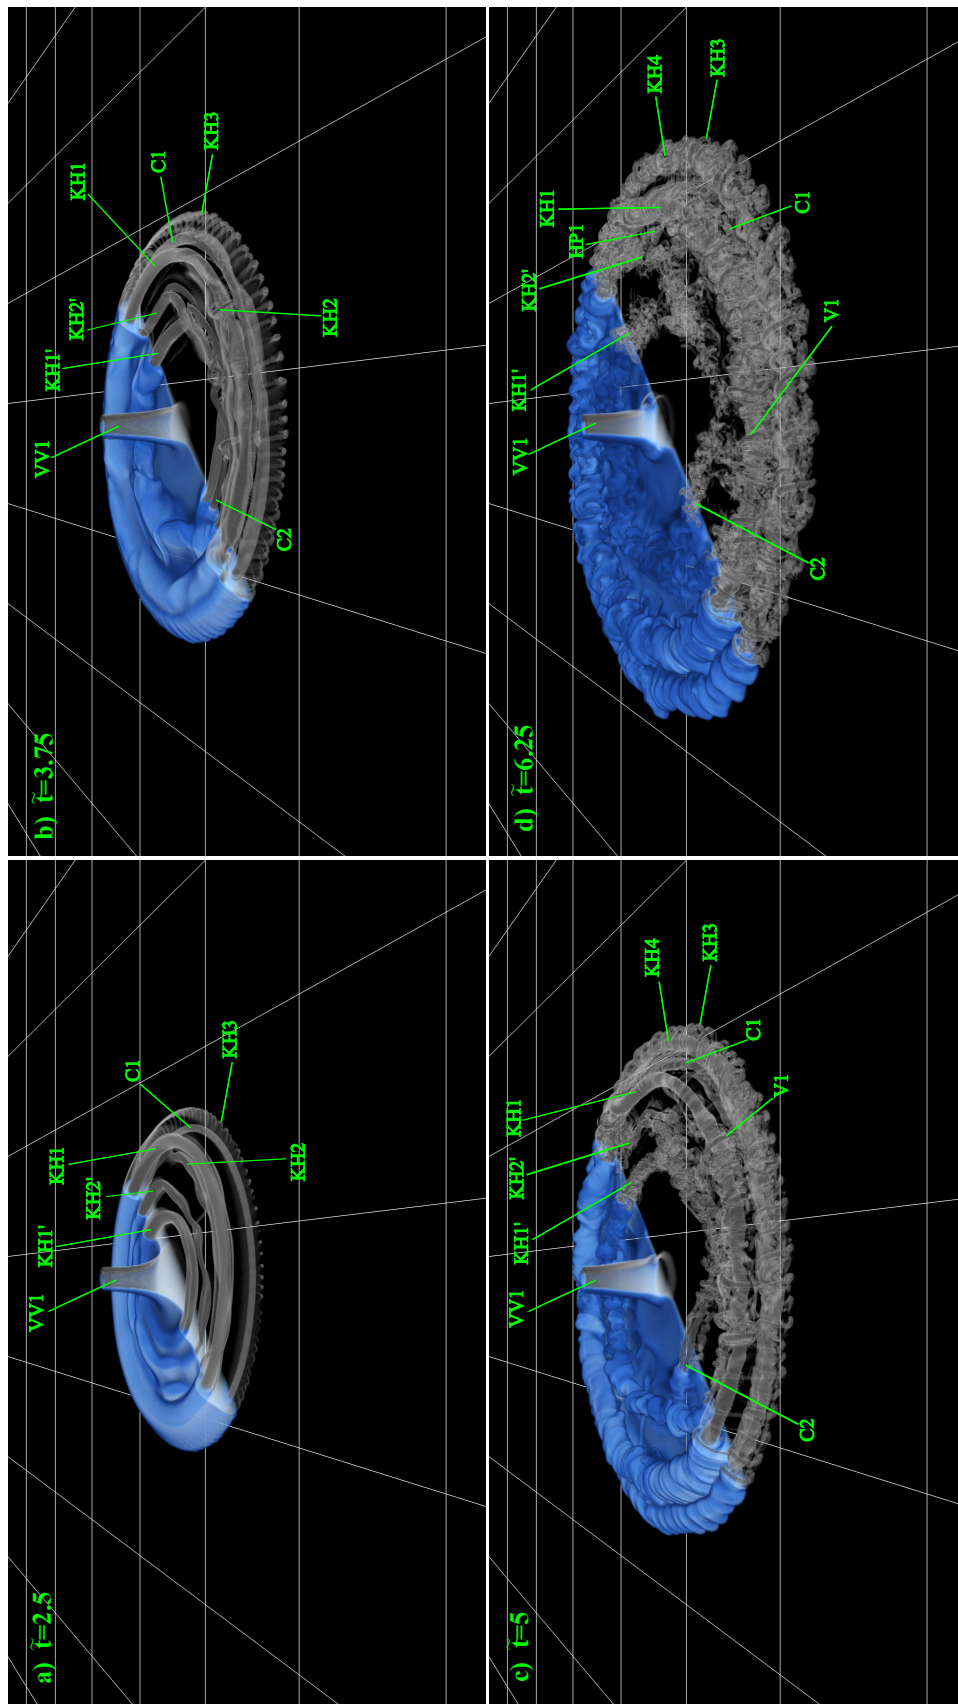 a) t̃=2.5
VV1
KH1'
KH2'
KH1
C1
KH3
KH2
b) t̃=3.75
VV1
KH1'
KH2'
KH1
C1
KH3
KH2
C2
c) t̃=5
VV1
KH1'
KH2'
KH1
KH4
KH3
C1
V1
C2
d) t̃=6.25
VV1
KH1'
KH2'
HP1
KH1
KH4
KH3
C1
V1
C2